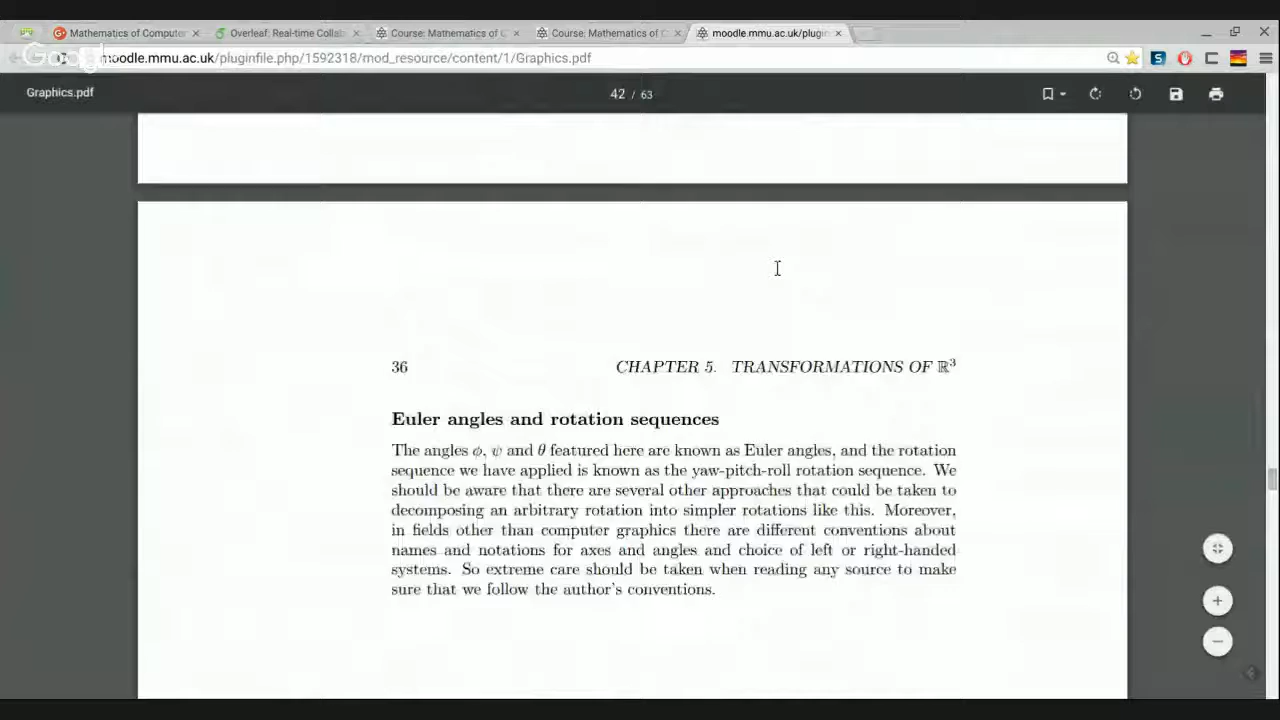 Mathematics of Computer
Overleaf: Real-time Collab
Course: Mathematics of C
Course: Mathematics of C
moodle.mmu.ac.uk/plugin
moodle.mmu.ac.uk/pluginfile.php/1592318/mod_resource/content/1/Graphics.pdf
Graphics.pdf
42 / 63
36
CHAPTER 5. TRANSFORMATIONS OF ℝ³
Euler angles and rotation sequences
The angles ϕ, ψ and θ featured here are known as Euler angles, and the rotation
sequence we have applied is known as the yaw-pitch-roll rotation sequence. We
should be aware that there are several other approaches that could be taken to
decomposing an arbitrary rotation into simpler rotations like this. Moreover,
in fields other than computer graphics there are different conventions about
names and notations for axes and angles and choice of left or right-handed
systems. So extreme care should be taken when reading any source to make
sure that we follow the author's conventions.